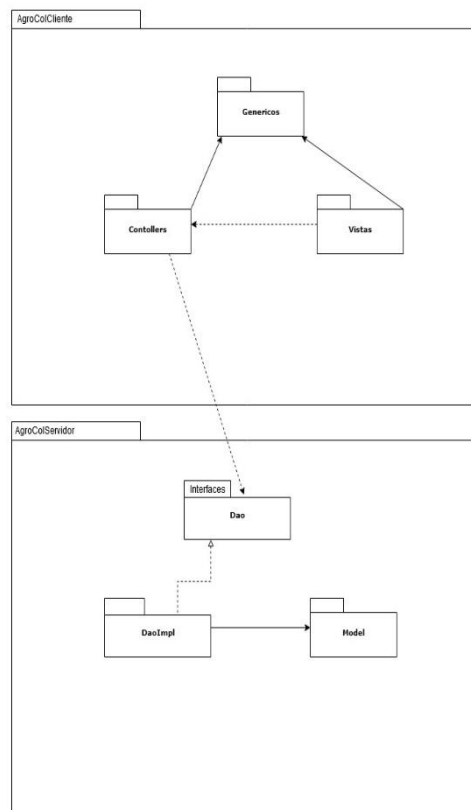 AgroColCliente
Genericos
Contollers
Vistas
AgroColServidor
Interfaces
Dao
DaoImpl
Model